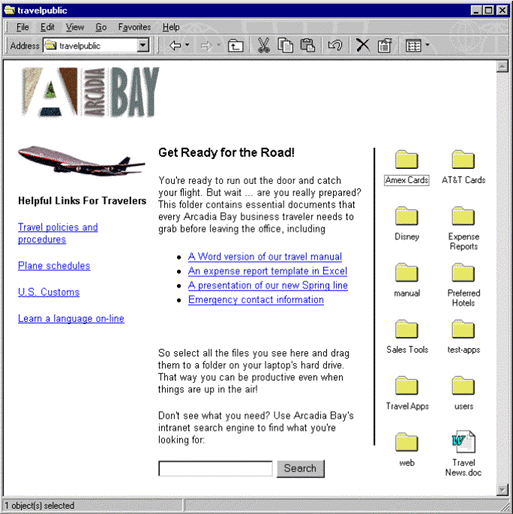 travelpublic
File Edit View Go Favorites Help
Address travelpublic
ARCADIA
BAY
Helpful Links For Travelers
Travel policies and
procedures
Plane schedules
U.S. Customs
Learn a language on-line
Get Ready for the Road!
You're ready to run out the door and catch
your flight. But wait ... are you really prepared?
This folder contains essential documents that
every Arcadia Bay business traveler needs to
grab before leaving the office, including
A Word version of our travel manual
An expense report template in Excel
A presentation of our new Spring line
Emergency contact information
So select all the files you see here and drag
them to a folder on your laptop's hard drive.
That way you can be productive even when
things are up in the air!
Don't see what you need? Use Arcadia Bay's
intranet search engine to find what you're
looking for:
Search
Amex Cards
AT&T Cards
Disney
Expense
Reports
manual
Preferred
Hotels
Sales Tools
test-apps
Travel Apps
users
web
Travel
News.doc
1 object(s) selected